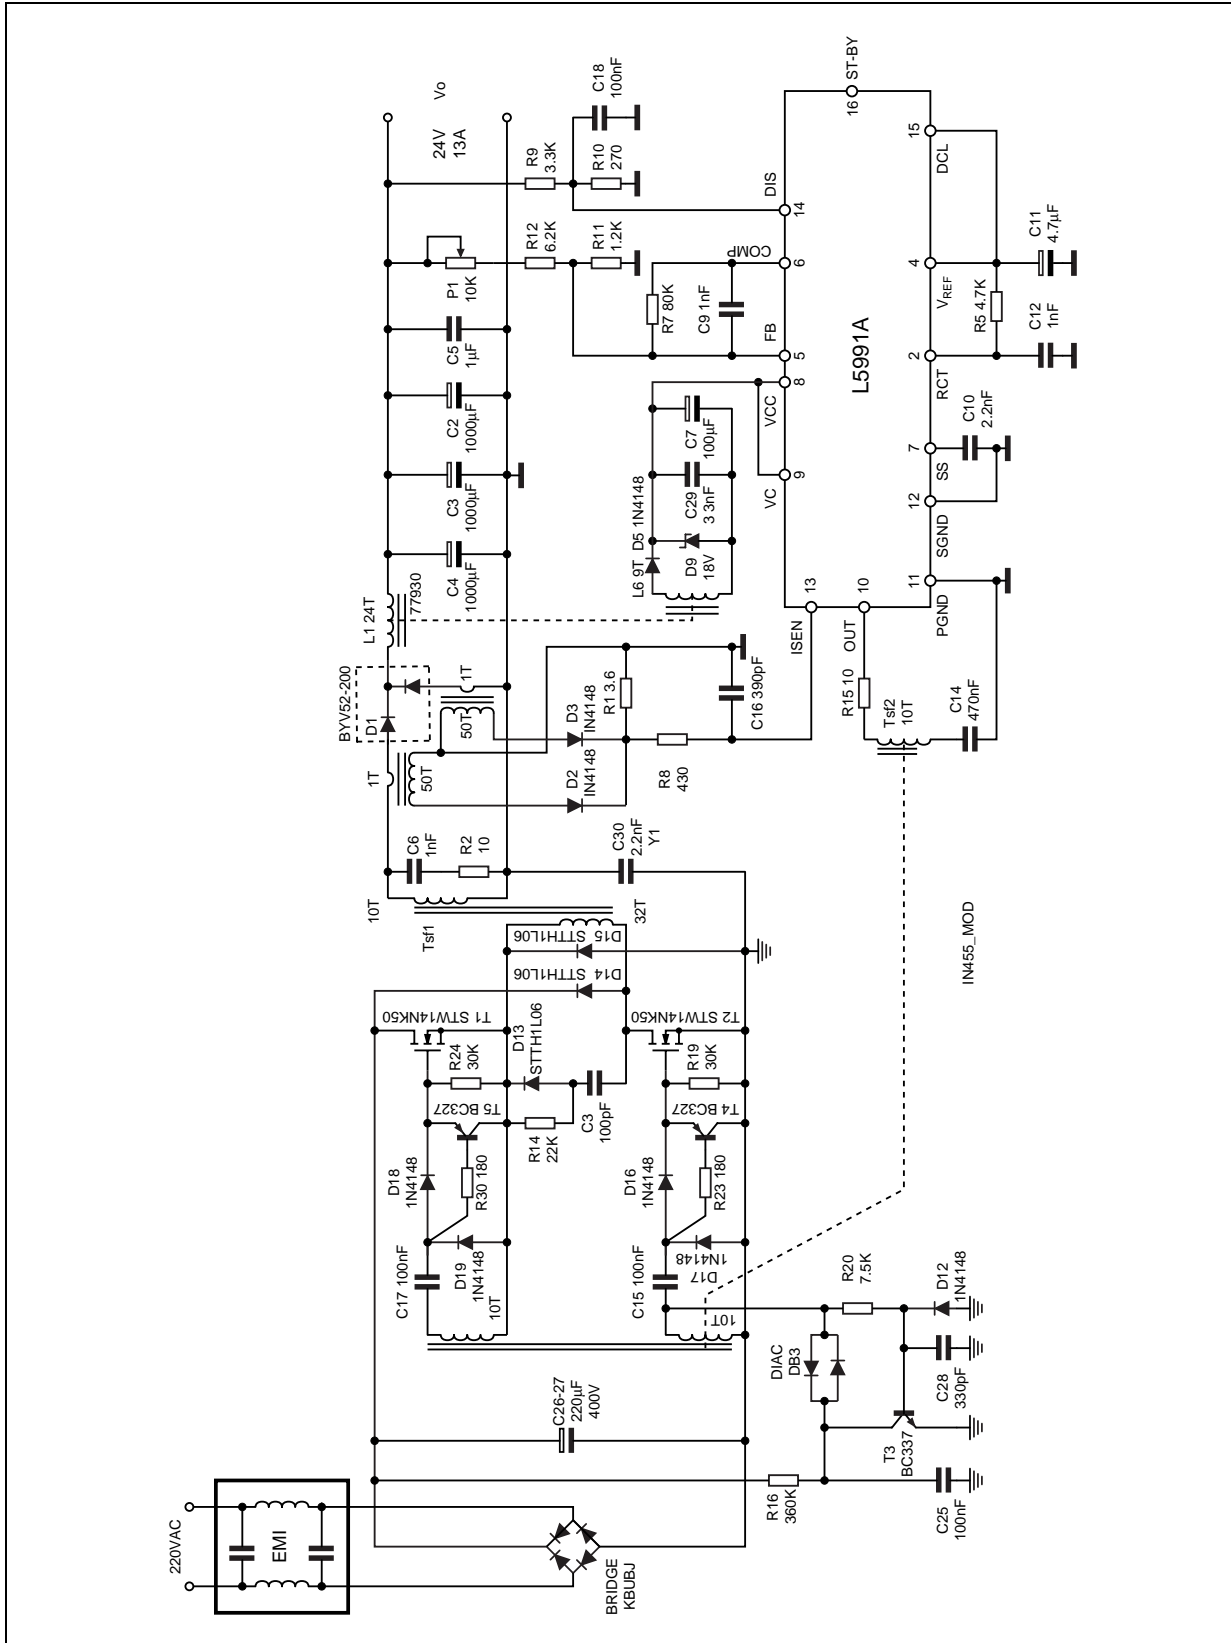 220VAC
EMI
BRIDGE
KBUBJ
C26-27
220µF
400V
R16
360K
C25
100nF
T3
BC337
C28
330pF
D12
1N4148
DIAC
DB3
R20
7.5K
C17 100nF
D19
1N4148
10T
D18
1N4148
R30 180
T5 BC327
R24
30K
T1 STW14NK50
R14
22K
D13
STTH1L06
C3
100pF
C15 100nF
D17
1N4148
10T
D16
1N4148
R23 180
T4 BC327
R19
30K
T2 STW14NK50
D14 STTH1L06
D15 STTH1L06
10T
Tsf1
32T
C6
1nF
R2
10
C30
2.2nF
Y1
IN455_MOD
1T
50T
BYV52-200
D1
1T
50T
D2
IN4148
D3
IN4148
R1 3.6
R8
430
C16 390pF
L1 24T
77930
C4
1000µF
C3
1000µF
C2
1000µF
C5
1µF
P1
10K
24V
13A
Vo
L6 9T
D5 1N4148
D9
18V
C29
3 3nF
C7
100µF
R12
6.2K
R11
1.2K
R9
3.3K
R10
270
C18
100nF
R7 80K
C9 1nF
R15 10
Tsf2
10T
C14
470nF
ISEN
13
OUT
10
PGND
11
SGND
12
SS
7
RCT
2
VREF
4
DCL
15
16 ST-BY
VC
9
VCC
8
FB
5
COMP
6
DIS
14
L5991A
C10
2.2nF
R5 4.7K
C12
1nF
C11
4.7µF